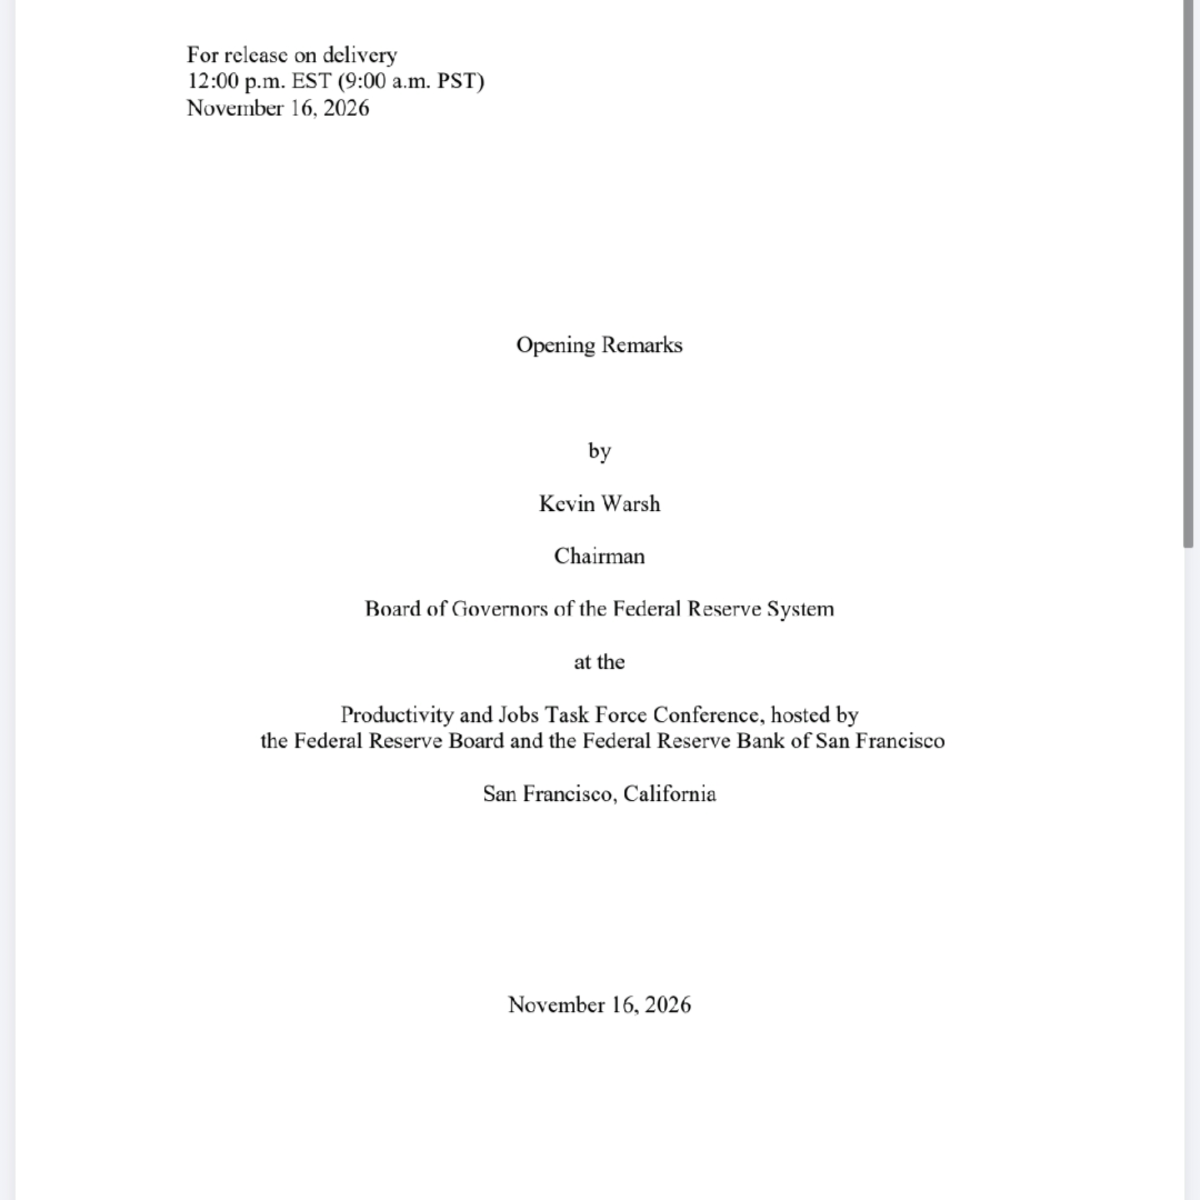 For release on delivery
12:00 p.m. EST (9:00 a.m. PST)
November 16, 2026
Opening Remarks
by
Kevin Warsh
Chairman
Board of Governors of the Federal Reserve System
at the
Productivity and Jobs Task Force Conference, hosted by
the Federal Reserve Board and the Federal Reserve Bank of San Francisco
San Francisco, California
November 16, 2026